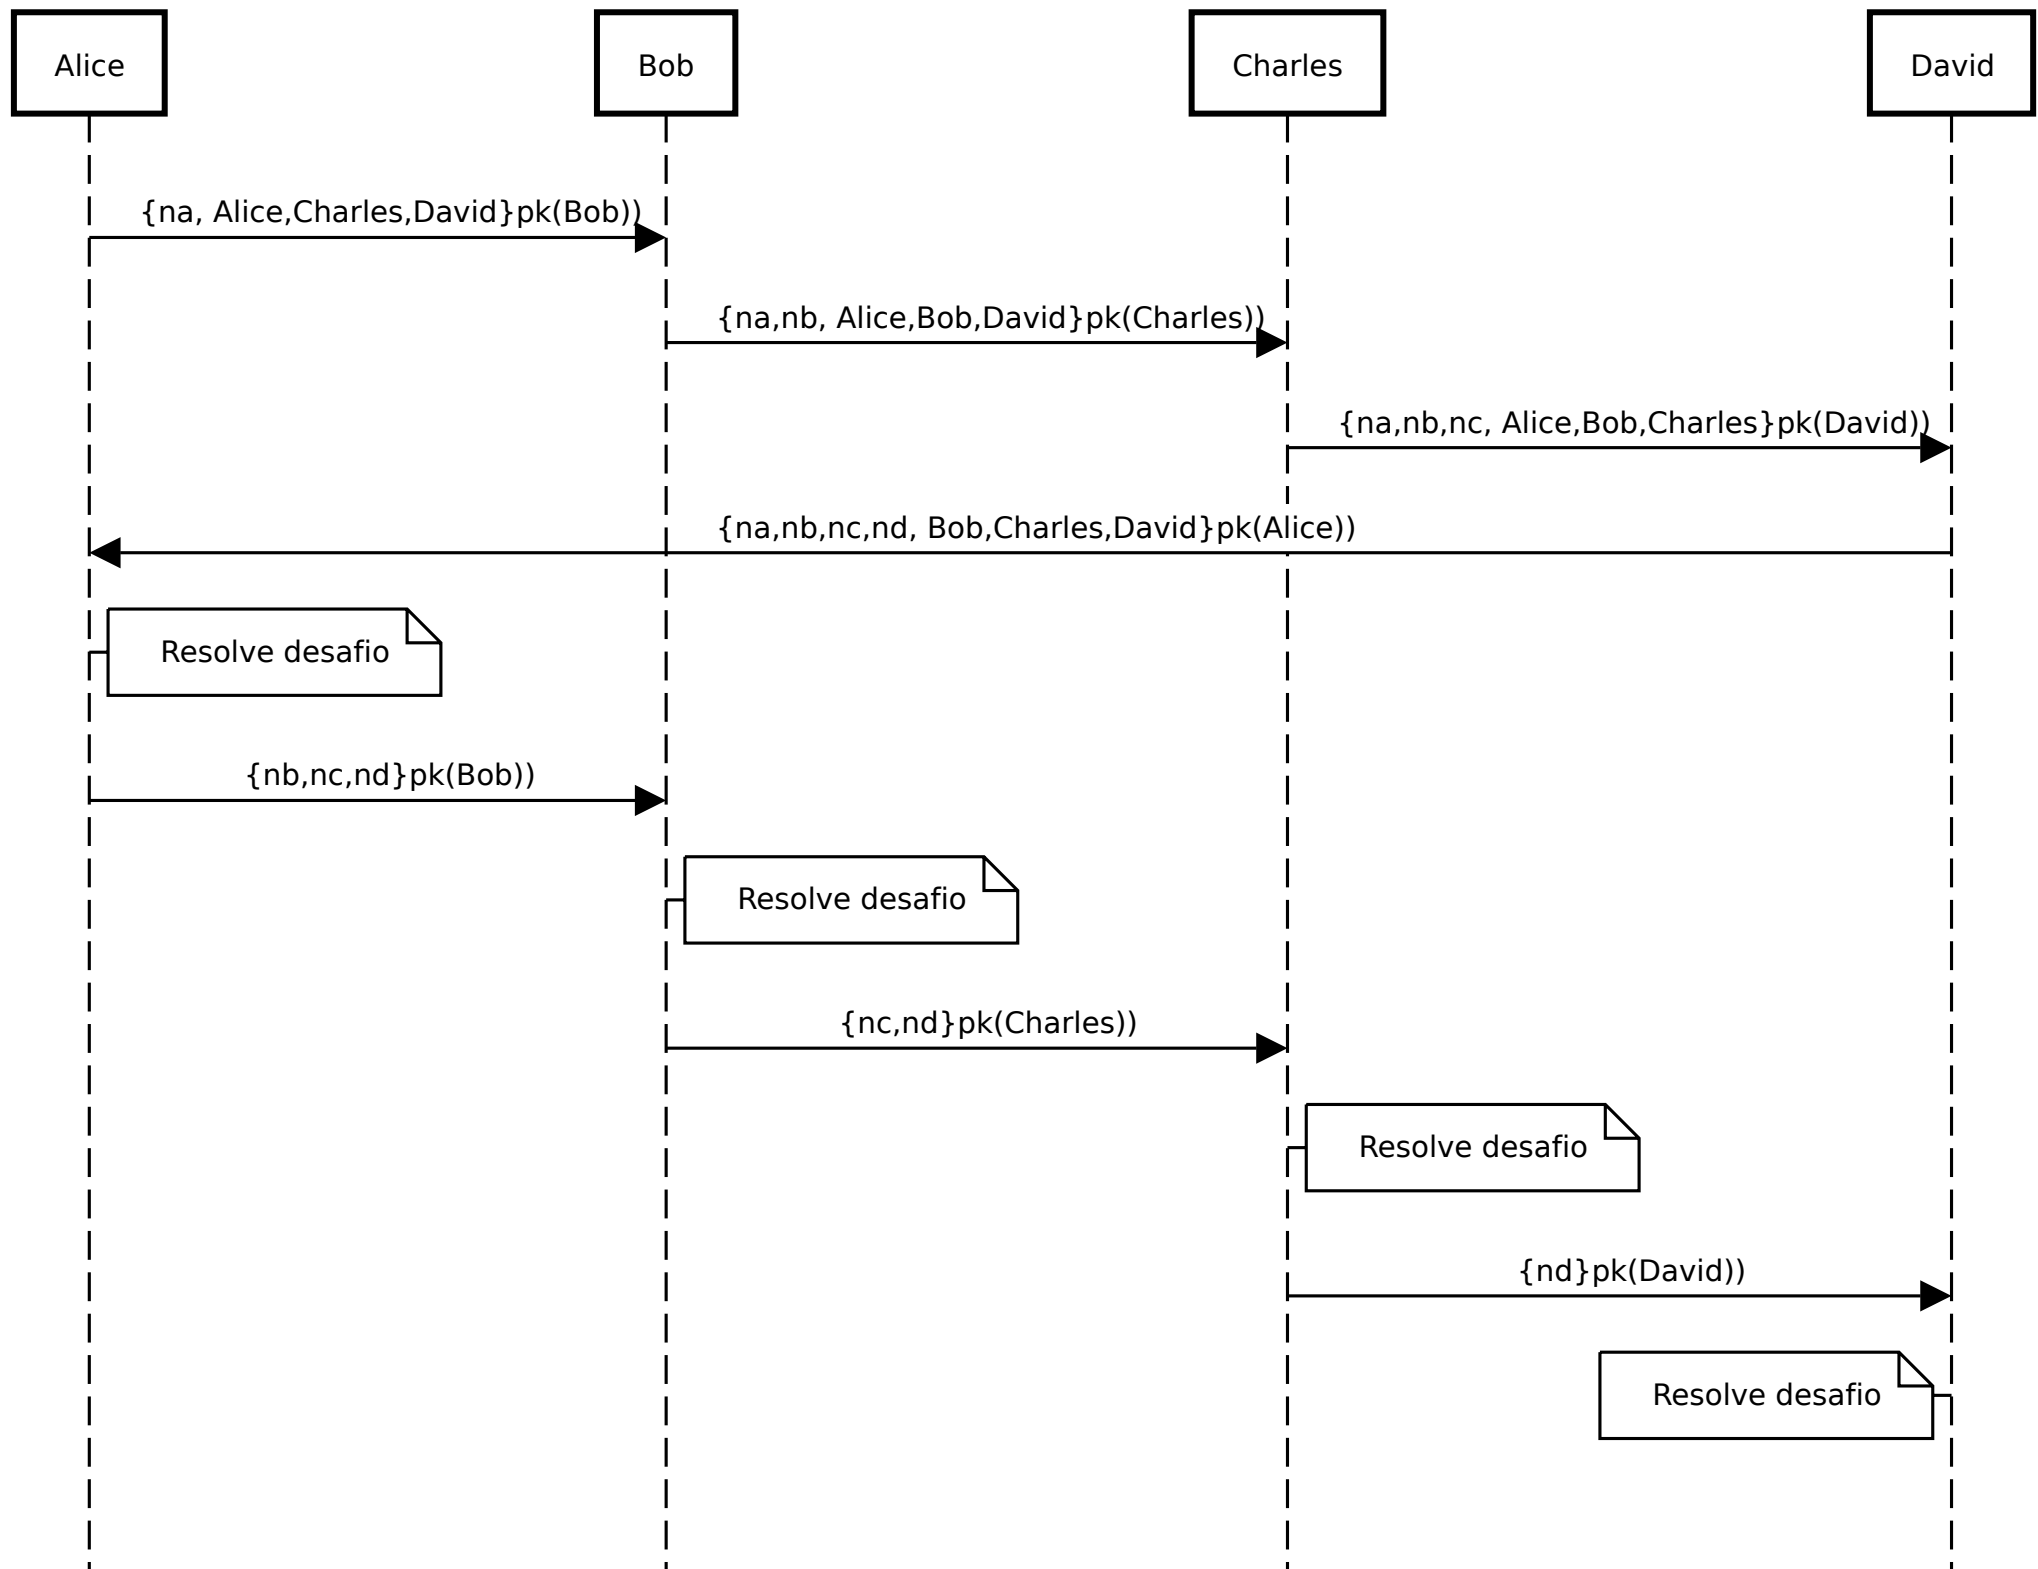 Alice
Bob
Charles
David
{na, Alice,Charles,David}pk(Bob))
{na,nb, Alice,Bob,David}pk(Charles))
{na,nb,nc, Alice,Bob,Charles}pk(David))
{na,nb,nc,nd, Bob,Charles,David}pk(Alice))
Resolve desafio
{nb,nc,nd}pk(Bob))
Resolve desafio
{nc,nd}pk(Charles))
Resolve desafio
{nd}pk(David))
Resolve desafio